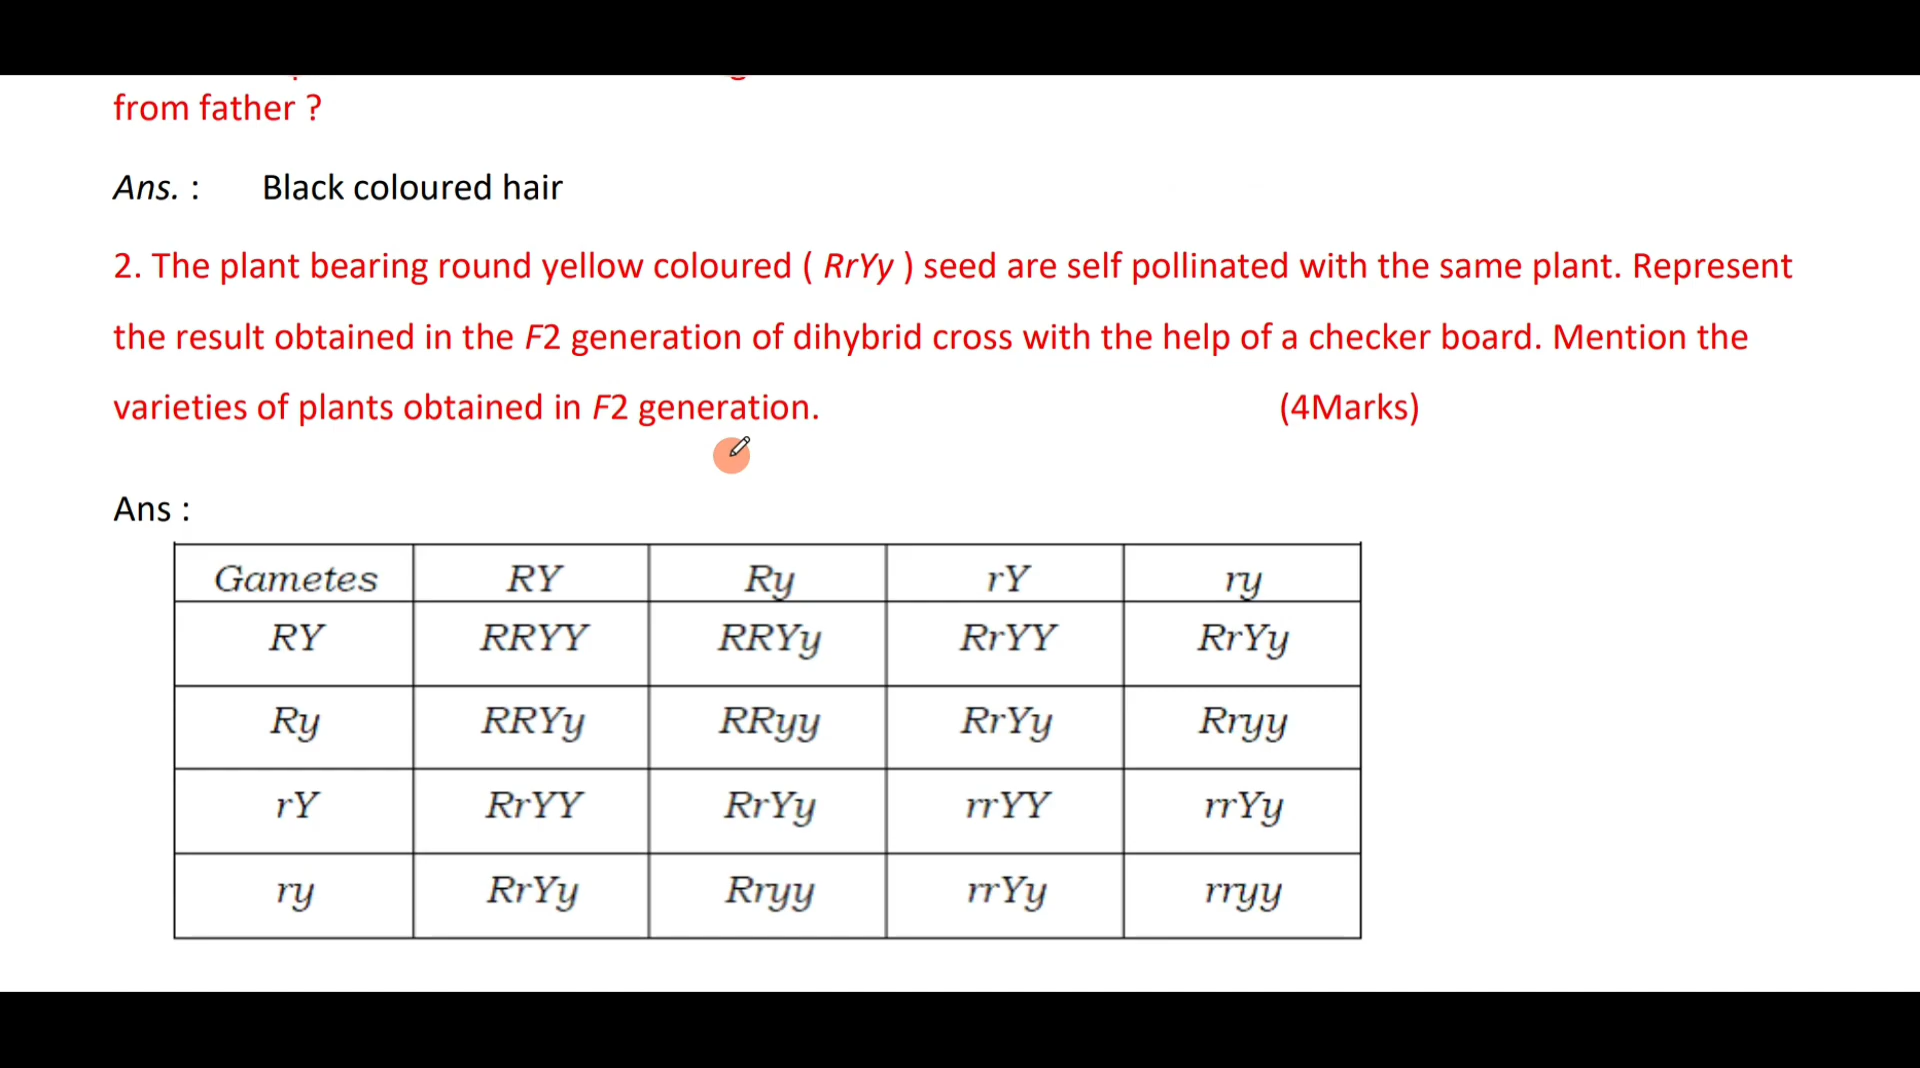 from father ?
Ans. : Black coloured hair
2. The plant bearing round yellow coloured ( RrYy ) seed are self pollinated with the same plant. Represent
the result obtained in the F2 generation of dihybrid cross with the help of a checker board. Mention the
varieties of plants obtained in F2 generation. (4Marks)
Ans :
Gametes RY Ry rY ry
RY RRYY RRYy RrYY RrYy
Ry RRYy RRyy RrYy Rryy
rY RrYY RrYy rrYY rrYy
ry RrYy Rryy rrYy rryy